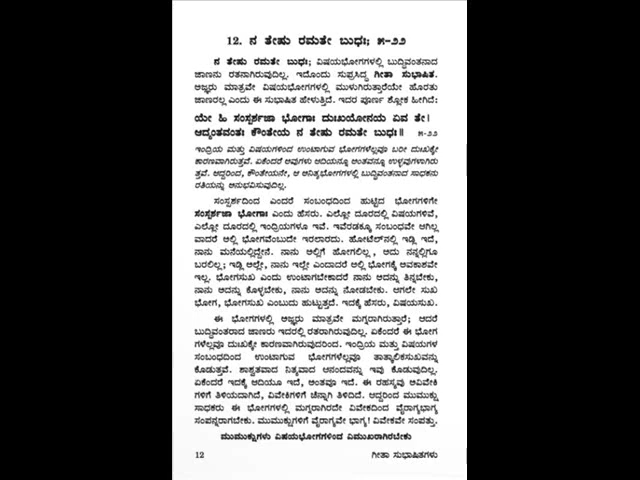 12. ನ ತೇಷು ರಮತೇ ಬುಧಃ; ೫-೨೨
ನ ತೇಷು ರಮತೇ ಬುಧಃ; ವಿಷಯಭೋಗಗಳಲ್ಲಿ ಬುದ್ಧಿವಂತನಾದ
ಜಾಣನು ರತನಾಗಿರುವುದಿಲ್ಲ. ಇದೊಂದು ಸುಪ್ರಸಿದ್ಧ ಗೀತಾ ಸುಭಾಷಿತ.
ಅಜ್ಞರು ಮಾತ್ರವೇ ವಿಷಯಭೋಗಗಳಲ್ಲಿ ಮುಳುಗಿರುತ್ತಾರೆಯೇ ಹೊರತು
ಜಾಣರಲ್ಲ ಎಂದು ಈ ಸುಭಾಷಿತ ಹೇಳುತ್ತಿದೆ. ಇದರ ಪೂರ್ಣ ಶ್ಲೋಕ ಹೀಗಿದೆ:
ಯೇ ಹಿ ಸಂಸ್ಪರ್ಶಜಾ ಭೋಗಾಃ ದುಃಖಯೋನಯ ಏವ ತೇ।
ಆದ್ಯಂತವಂತಃ ಕೌಂತೇಯ ನ ತೇಷು ರಮತೇ ಬುಧಃ॥ ೫-೨೨
ಇಂದ್ರಿಯ ಮತ್ತು ವಿಷಯಗಳಿಂದ ಉಂಟಾಗುವ ಭೋಗಗಳೆಲ್ಲವೂ ಬರೀ ದುಃಖಕ್ಕೇ
ಕಾರಣವಾಗಿರುತ್ತವೆ. ಏಕೆಂದರೆ ಅವುಗಳು ಆದಿಯನ್ನೂ ಅಂತವನ್ನೂ ಉಳ್ಳವುಗಳಾಗಿರು
ತ್ತವೆ. ಆದ್ದರಿಂದ, ಕೌಂತೇಯನೇ, ಆ ಅನಿತ್ಯಭೋಗಗಳಲ್ಲಿ ಬುದ್ಧಿವಂತನಾದ ಸಾಧಕನು
ರತಿಯನ್ನು ಅನುಭವಿಸುವುದಿಲ್ಲ.
ಸಂಸ್ಪರ್ಶದಿಂದ ಎಂದರೆ ಸಂಬಂಧದಿಂದ ಹುಟ್ಟಿದ ಭೋಗಗಳಿಗೇ
ಸಂಸ್ಪರ್ಶಜಾ ಭೋಗಾಃ ಎಂದು ಹೆಸರು. ಎಲ್ಲೋ ದೂರದಲ್ಲಿ ವಿಷಯಗಳಿವೆ,
ಎಲ್ಲೋ ದೂರದಲ್ಲಿ ಇಂದ್ರಿಯಗಳೂ ಇವೆ. ಇವೆರಡಕ್ಕೂ ಸಂಬಂಧವೇ ಆಗಿಲ್ಲ
ವಾದರೆ ಅಲ್ಲಿ ಭೋಗವೆಂಬುದೇ ಇರಲಾರದು. ಹೋಟೆಲ್‌ನಲ್ಲಿ ಇಡ್ಲಿ ಇದೆ,
ನಾನು ಮನೆಯಲ್ಲಿದ್ದೇನೆ. ನಾನು ಅಲ್ಲಿಗೆ ಹೋಗಲಿಲ್ಲ , ಅದು ನನ್ನಲ್ಲಿಗೂ
ಬರಲಿಲ್ಲ; ಇಡ್ಲಿ ಅಲ್ಲೇ, ನಾನು ಇಲ್ಲೇ ಎಂದಾದರೆ ಅಲ್ಲಿ ಭೋಗಕ್ಕೆ ಅವಕಾಶವೇ
ಇಲ್ಲ. ಭೋಗಸುಖ ಎಂದು ಉಂಟಾಗಬೇಕಾದರೆ ನಾನು ಅದನ್ನು ತಿನ್ನಬೇಕು,
ನಾನು ಅದನ್ನು ಕೊಳ್ಳಬೇಕು, ನಾನು ಅದನ್ನು ನೋಡಬೇಕು. ಆಗಲೇ ಸುಖ
ಭೋಗ, ಭೋಗಸುಖ ಎಂಬುದು ಹುಟ್ಟುತ್ತದೆ. ಇದಕ್ಕೆ ಹೆಸರು, ವಿಷಯಸುಖ.
ಈ ಭೋಗಗಳಲ್ಲಿ ಅಜ್ಞರು ಮಾತ್ರವೇ ಮಗ್ನರಾಗಿರುತ್ತಾರೆ; ಆದರೆ
ಬುದ್ಧಿವಂತರಾದ ಜಾಣರು ಇದರಲ್ಲಿ ರತರಾಗಿರುವುದಿಲ್ಲ. ಏಕೆಂದರೆ ಈ ಭೋಗ
ಗಳೆಲ್ಲವೂ ದುಃಖಕ್ಕೇ ಕಾರಣವಾಗಿರುವುದರಿಂದ. ಇಂದ್ರಿಯ ಮತ್ತು ವಿಷಯಗಳ
ಸಂಬಂಧದಿಂದ ಉಂಟಾಗುವ ಭೋಗಗಳೆಲ್ಲವೂ ತಾತ್ಕಾಲಿಕಸುಖವನ್ನು
ಕೊಡುತ್ತವೆ. ಶಾಶ್ವತವಾದ ನಿತ್ಯವಾದ ಆನಂದವನ್ನು ಇವು ಕೊಡುವುದಿಲ್ಲ.
ಏಕೆಂದರೆ ಇದಕ್ಕೆ ಆದಿಯೂ ಇದೆ, ಅಂತವೂ ಇದೆ. ಈ ರಹಸ್ಯವು ಅವಿವೇಕಿ
ಗಳಿಗೆ ತಿಳಿಯದಾಗಿದೆ, ವಿವೇಕಿಗಳಿಗೆ ಚೆನ್ನಾಗಿ ತಿಳಿದಿದೆ. ಆದ್ದರಿಂದ ಮುಮುಕ್ಷು
ಸಾಧಕರು ಈ ಭೋಗಗಳಲ್ಲಿ ಮಗ್ನರಾಗಿರದೇ ವಿವೇಕದಿಂದ ವೈರಾಗ್ಯಭಾಗ್ಯ
ಸಂಪನ್ನರಾಗಬೇಕು. ಮುಮುಕ್ಷುಗಳಿಗೆ ವೈರಾಗ್ಯವೇ ಭಾಗ್ಯ! ವಿವೇಕವೇ ಸಂಪತ್ತು.
ಮುಮುಕ್ಷುಗಳು ವಿಷಯಭೋಗಗಳಿಂದ ವಿಮುಖರಾಗಿರಬೇಕು
12 ಗೀತಾ ಸುಭಾಷಿತಗಳು